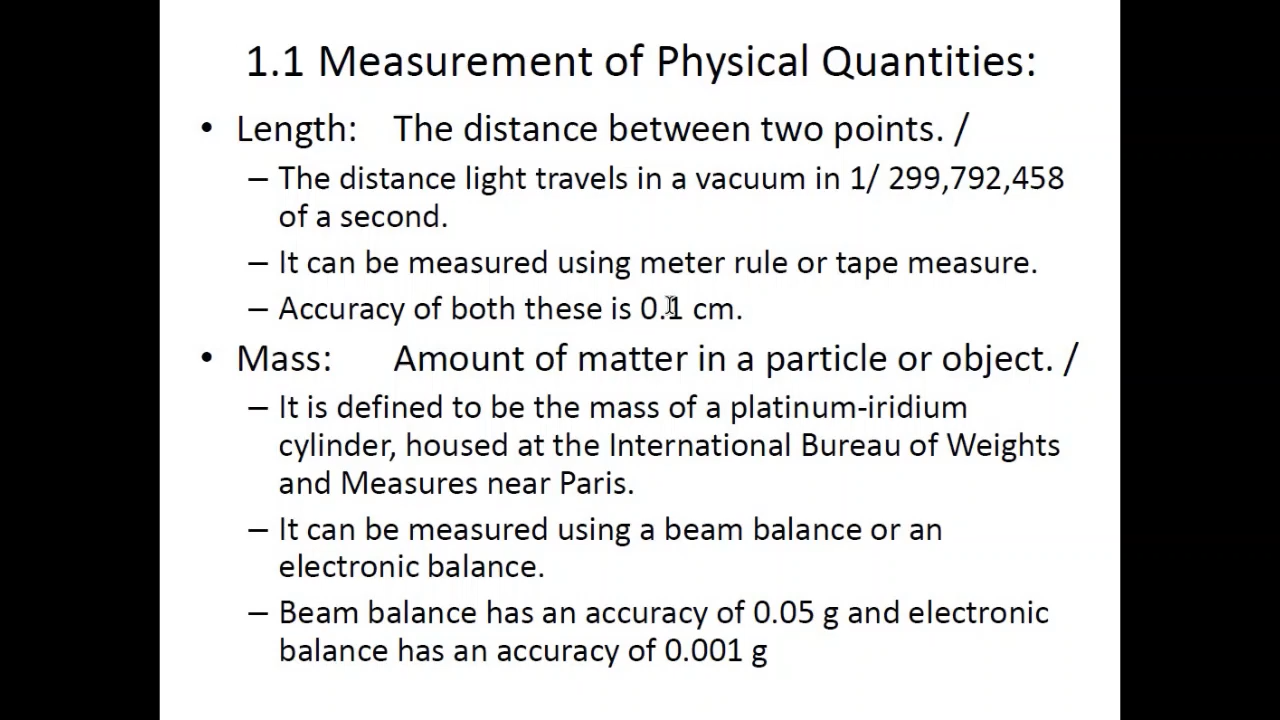 1.1 Measurement of Physical Quantities:
• Length: The distance between two points. /
– The distance light travels in a vacuum in 1/ 299,792,458
of a second.
– It can be measured using meter rule or tape measure.
– Accuracy of both these is 0.1 cm.
• Mass: Amount of matter in a particle or object. /
– It is defined to be the mass of a platinum-iridium
cylinder, housed at the International Bureau of Weights
and Measures near Paris.
– It can be measured using a beam balance or an
electronic balance.
– Beam balance has an accuracy of 0.05 g and electronic
balance has an accuracy of 0.001 g